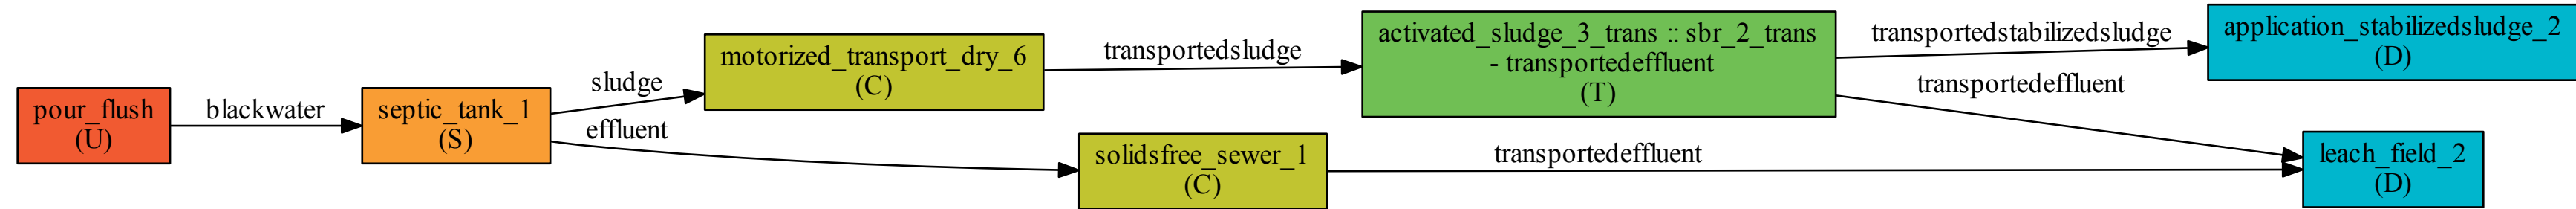 pour_flush
(U)
blackwater
septic_tank_1
(S)
sludge
effluent
motorized_transport_dry_6
(C)
transportedsludge
solidsfree_sewer_1
(C)
transportedeffluent
activated_sludge_3_trans :: sbr_2_trans
- transportedeffluent
(T)
transportedstabilizedsludge
transportedeffluent
application_stabilizedsludge_2
(D)
leach_field_2
(D)